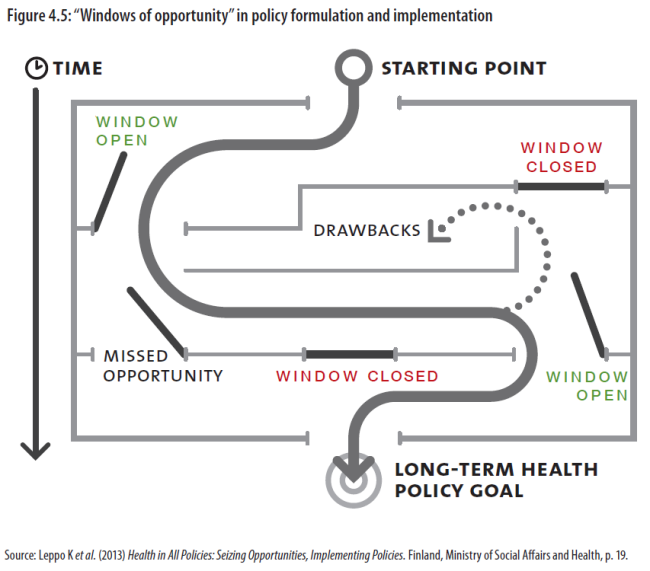 Figure 4.5: “Windows of opportunity” in policy formulation and implementation
TIME
STARTING POINT
WINDOW
OPEN
WINDOW
CLOSED
DRAWBACKS
MISSED
OPPORTUNITY
WINDOW CLOSED
WINDOW
OPEN
LONG-TERM HEALTH
POLICY GOAL
Source: Leppo K et al. (2013) Health in All Policies: Seizing Opportunities, Implementing Policies. Finland, Ministry of Social Affairs and Health, p. 19.